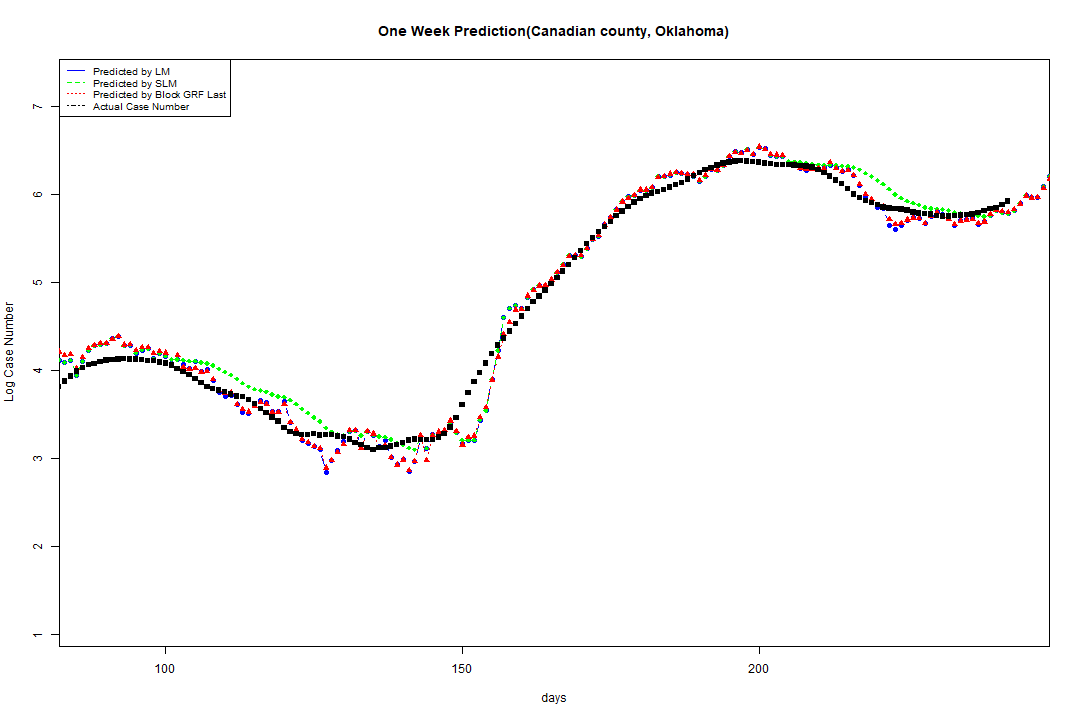 One Week Prediction(Canadian county, Oklahoma)
Predicted by LM
Predicted by SLM
Predicted by Block GRF Last
Actual Case Number
7
6
5
4
3
2
1
Log Case Number
100 150 200
days